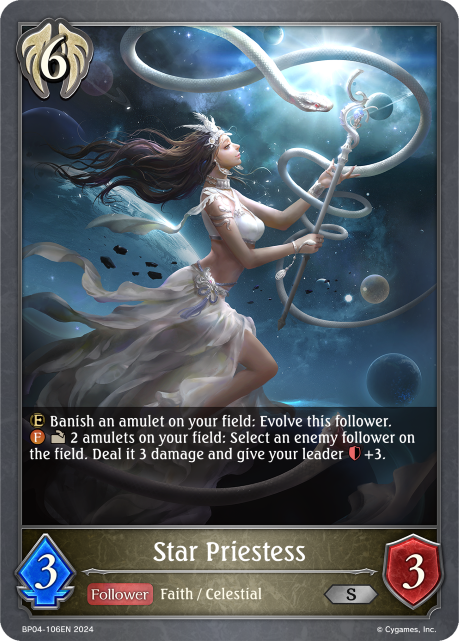 6
E Banish an amulet on your field: Evolve this follower.
F 2 amulets on your field: Select an enemy follower on
the field. Deal it 3 damage and give your leader +3.
Star Priestess
3
Follower Faith / Celestial
S
3
BP04-106EN 2024
© Cygames, Inc.